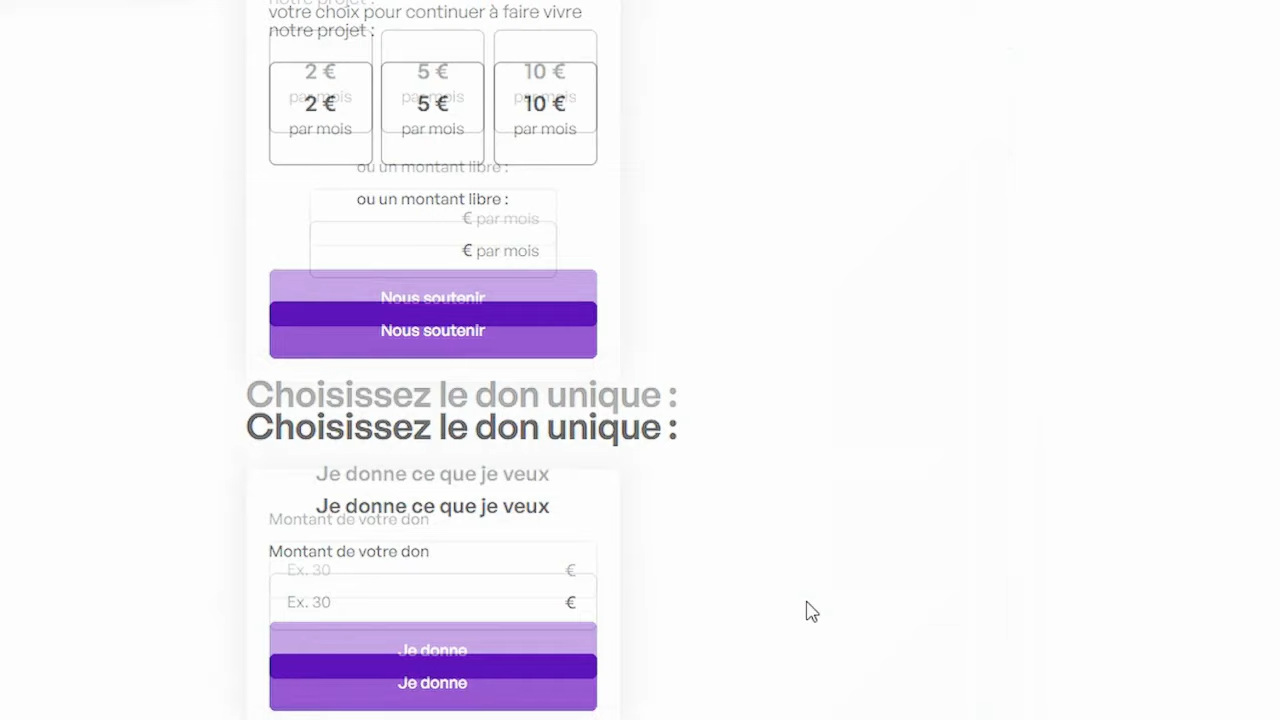 votre choix pour continuer à faire vivre
notre projet :
2 € 5 € 10 €
par mois par mois par mois
ou un montant libre :
€ par mois
Nous soutenir
Choisissez le don unique :
Je donne ce que je veux
Montant de votre don
Ex. 30 €
Je donne